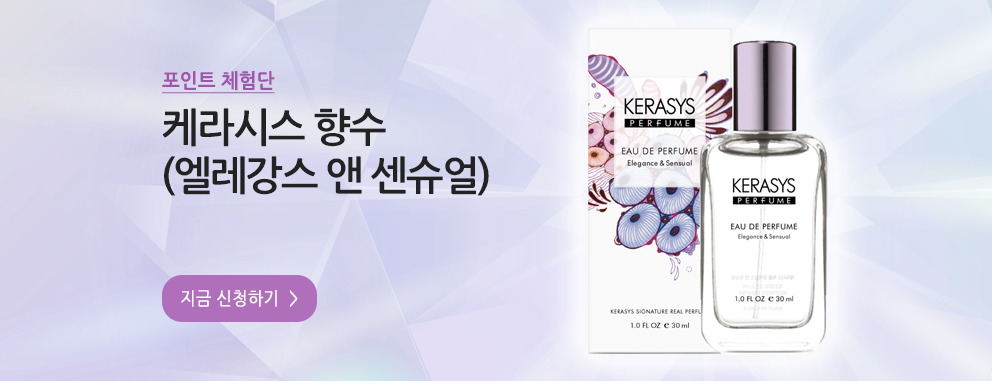 포인트 체험단
케라시스 향수
(엘레강스 앤 센슈얼)
지금 신청하기 >
KERASYS
PERFUME
EAU DE PERFUME
Elegance & Sensual
KERASYS SIGNATURE REAL
1.0 FL OZ ℮ 30 ml
KERASYS
PERFUME
EAU DE PERFUME
Elegance & Sensual
1.0 FL OZ ℮ 30 ml